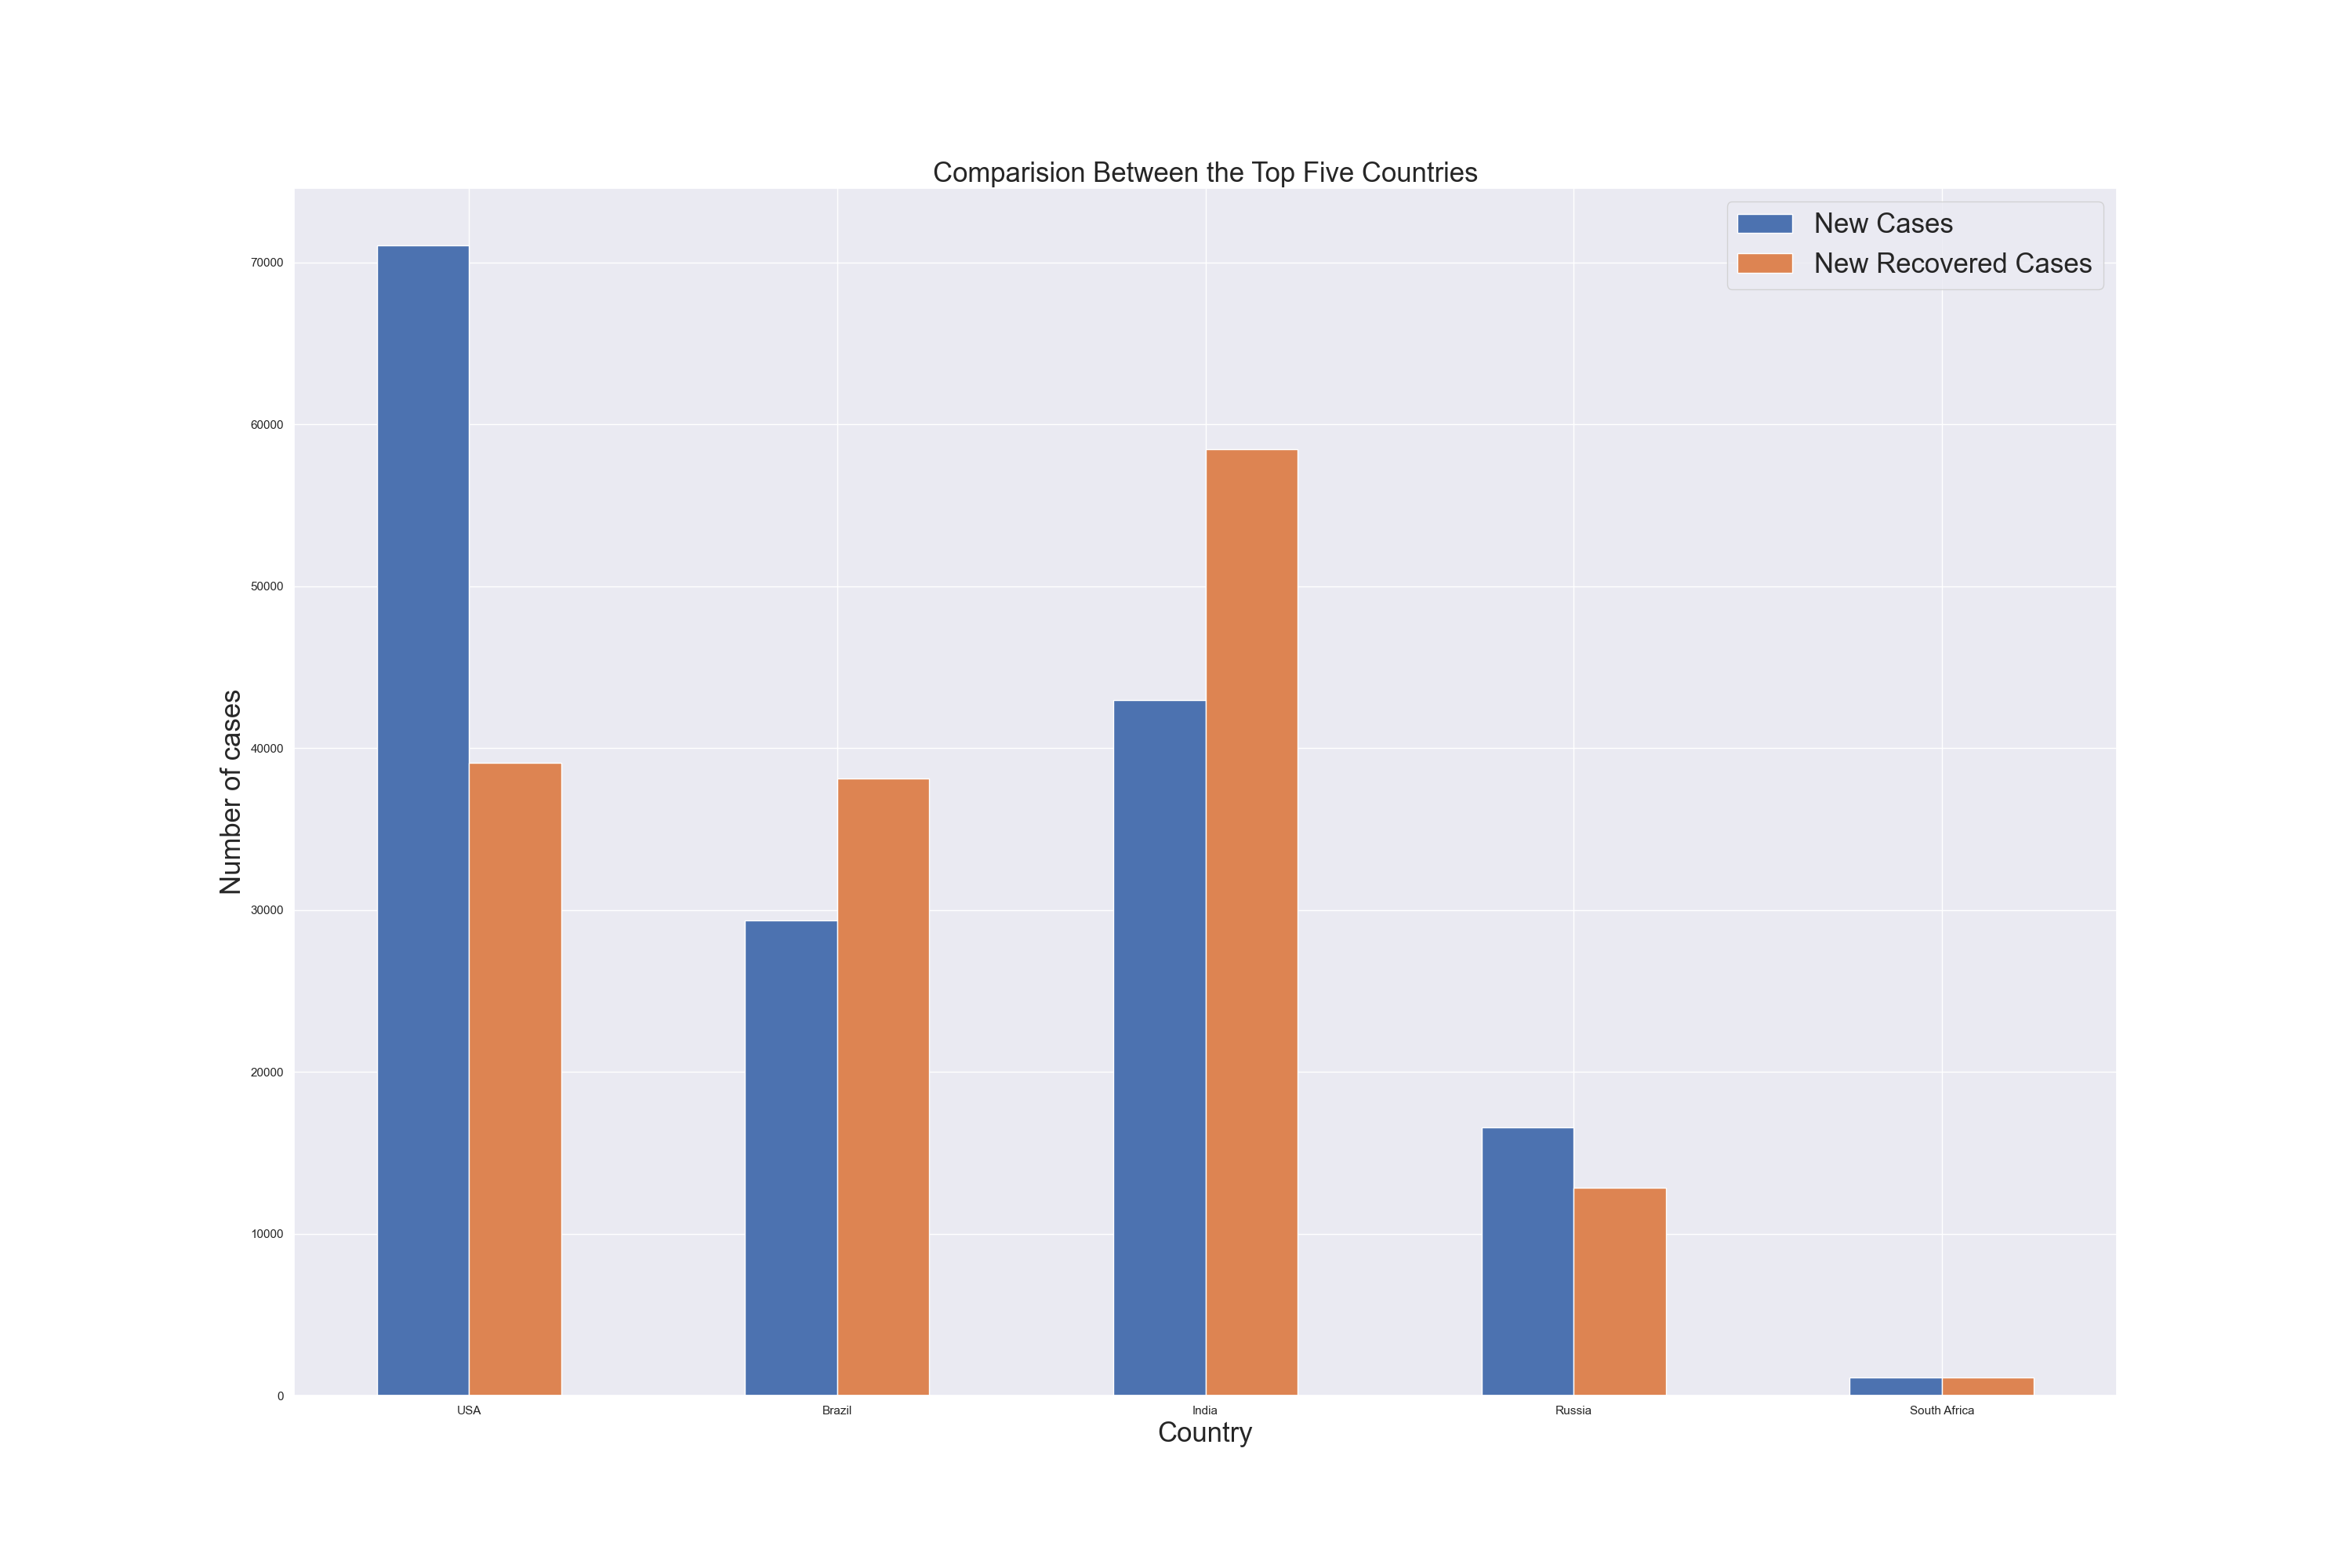 Comparision Between the Top Five Countries
New Cases
New Recovered Cases
70000
60000
50000
40000
30000
20000
10000
0
Number of cases
USA
Brazil
India
Russia
South Africa
Country